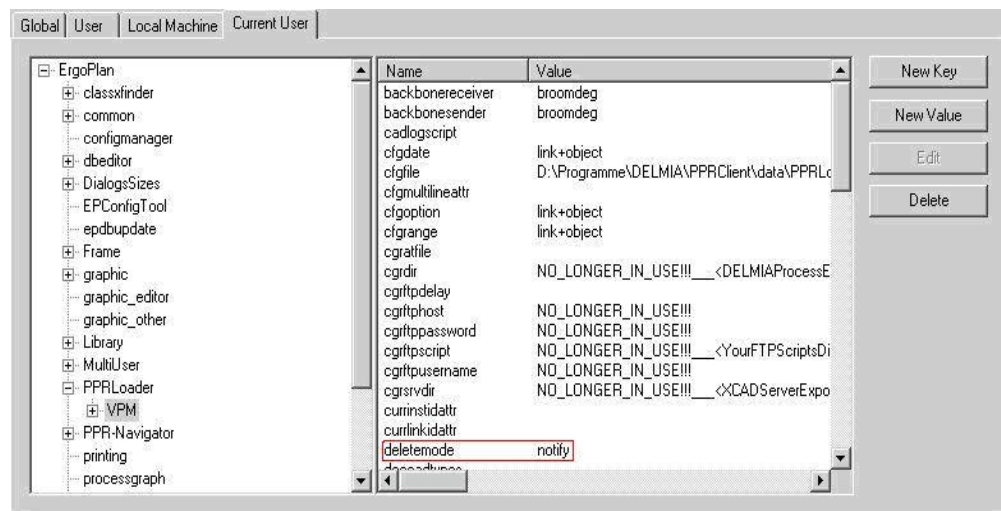 Global User Local Machine Current User
ErgoPlan
classxfinder
common
configmanager
dbeditor
DialogsSizes
EPConfigTool
epdbupdate
Frame
graphic
graphic_editor
graphic_other
Library
MultiUser
PPRLoader
VPM
PPR-Navigator
printing
processgraph
Name Value
backbonereceiver broomdeg
backbonesender broomdeg
cadlogscript
cfgdate link+object
cfgfile D:\Programme\DELMIA\PPRClient\data\PPRLo
cfgmultilineattr
cfgoption link+object
cfgrange link+object
cgratfile
cgrdir NO_LONGER_IN_USE!!!___<DELMIAProcessE
cgrftpdelay
cgrftphost NO_LONGER_IN_USE!!!
cgrftppassword NO_LONGER_IN_USE!!!
cgrftpscript NO_LONGER_IN_USE!!!___<YourFTPScriptsDi
cgrftpusername NO_LONGER_IN_USE!!!
cgrsrvdir NO_LONGER_IN_USE!!!___<XCADServerExpo
currinstidattr
currlinkidattr
deletemode notify
New Key
New Value
Edit
Delete